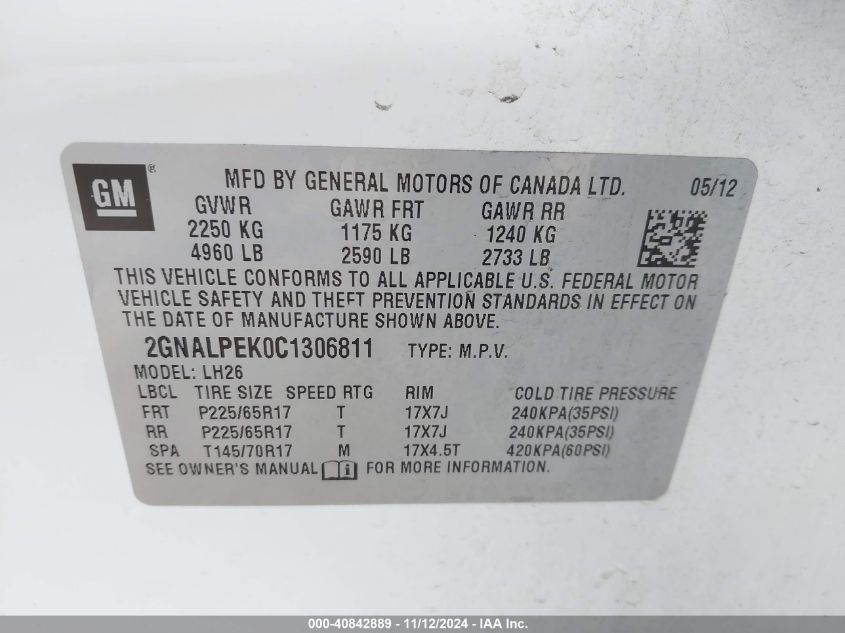 GM ®
MFD BY GENERAL MOTORS OF CANADA LTD. 05/12
GVWR GAWR FRT GAWR RR
2250 KG 1175 KG 1240 KG
4960 LB 2590 LB 2733 LB
THIS VEHICLE CONFORMS TO ALL APPLICABLE U.S. FEDERAL MOTOR
VEHICLE SAFETY AND THEFT PREVENTION STANDARDS IN EFFECT ON
THE DATE OF MANUFACTURE SHOWN ABOVE.
2GNALPEK0C1306811 TYPE: M.P.V.
MODEL: LH26
LBCL TIRE SIZE SPEED RTG RIM COLD TIRE PRESSURE
FRT P225/65R17 T 17X7J 240KPA(35PSI)
RR P225/65R17 T 17X7J 240KPA(35PSI)
SPA T145/70R17 M 17X4.5T 420KPA(60PSI)
SEE OWNER'S MANUAL FOR MORE INFORMATION.
000-40842889 - 11/12/2024 - IAA Inc.